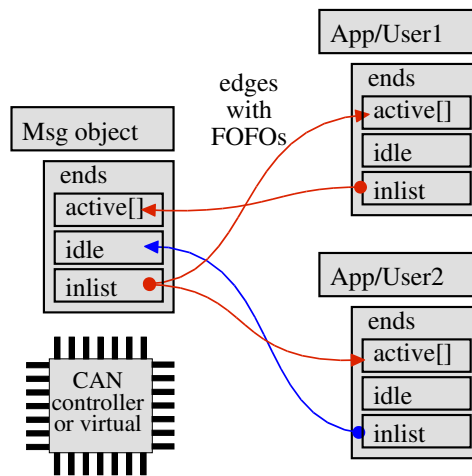 App/User1
edges
with
FOFOs
ends
active[]
idle
inlist
Msg object
ends
active[]
idle
inlist
App/User2
ends
active[]
idle
inlist
CAN
controller
or virtual